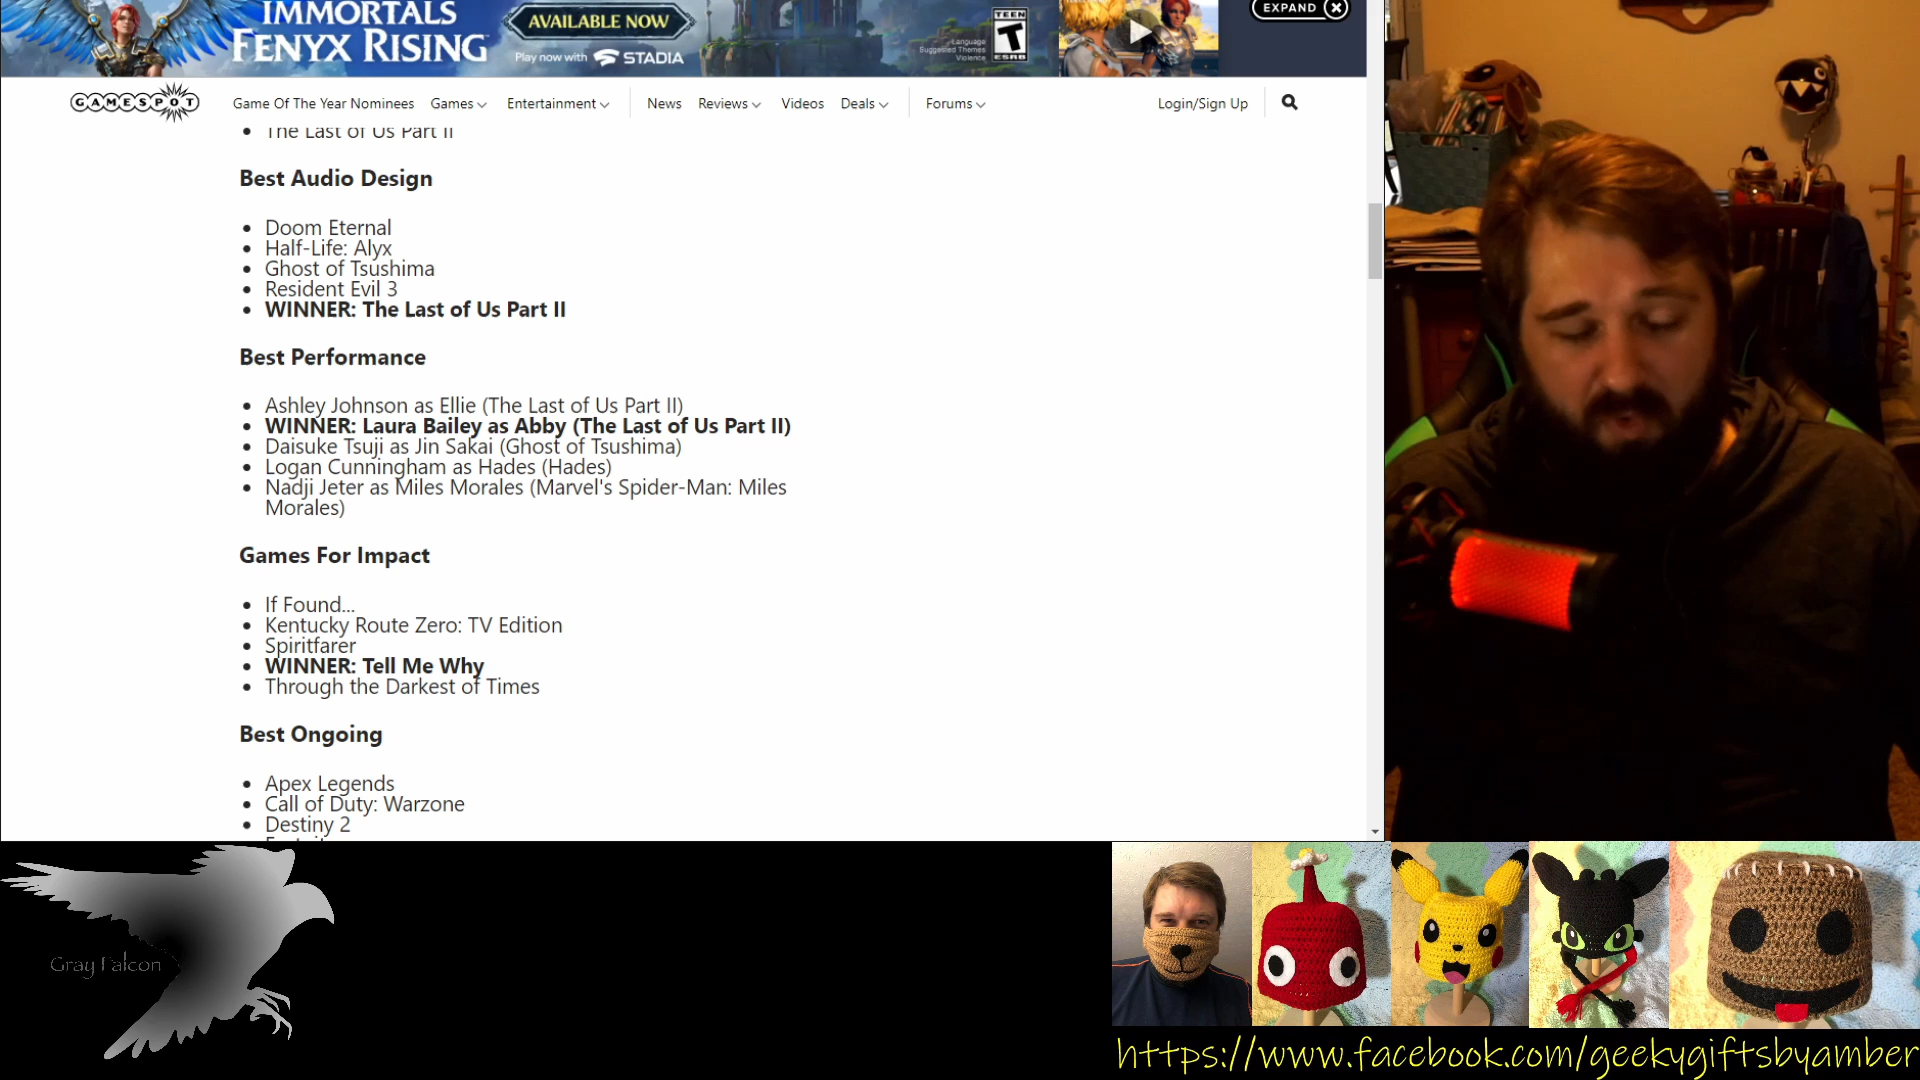 IMMORTALS
FENYX RISING
AVAILABLE NOW
Play now with STADIA
TEEN
T
Language
Suggested Themes
Violence
ESRB
EXPAND
GAMESPOT
Game Of The Year Nominees Games Entertainment News Reviews Videos Deals Forums Login/Sign Up
The Last of Us Part II
Best Audio Design
Doom Eternal
Half-Life: Alyx
Ghost of Tsushima
Resident Evil 3
WINNER: The Last of Us Part II
Best Performance
Ashley Johnson as Ellie (The Last of Us Part II)
WINNER: Laura Bailey as Abby (The Last of Us Part II)
Daisuke Tsuji as Jin Sakai (Ghost of Tsushima)
Logan Cunningham as Hades (Hades)
Nadji Jeter as Miles Morales (Marvel's Spider-Man: Miles
Morales)
Games For Impact
If Found...
Kentucky Route Zero: TV Edition
Spiritfarer
WINNER: Tell Me Why
Through the Darkest of Times
Best Ongoing
Apex Legends
Call of Duty: Warzone
Destiny 2
Gray Falcon
https://www.facebook.com/geekygiftsbyamber